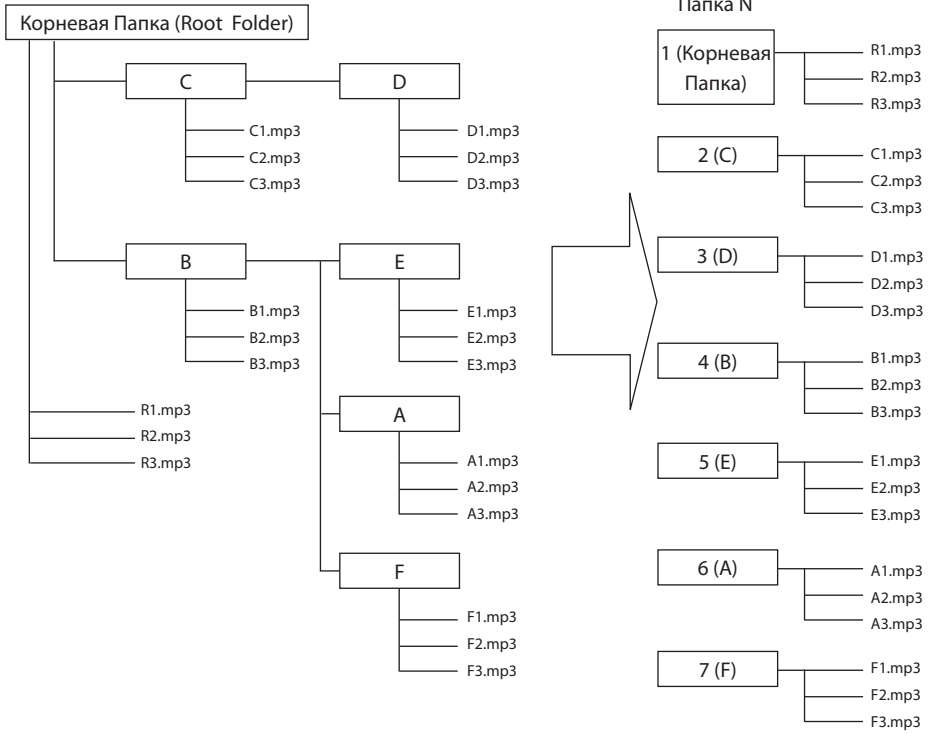 Корневая Папка (Root Folder)
C
C1.mp3
C2.mp3
C3.mp3
D
D1.mp3
D2.mp3
D3.mp3
B
B1.mp3
B2.mp3
B3.mp3
E
E1.mp3
E2.mp3
E3.mp3
A
A1.mp3
A2.mp3
A3.mp3
F
F1.mp3
F2.mp3
F3.mp3
R1.mp3
R2.mp3
R3.mp3
Папка N
1 (Корневая
Папка)
R1.mp3
R2.mp3
R3.mp3
2 (C)
C1.mp3
C2.mp3
C3.mp3
3 (D)
D1.mp3
D2.mp3
D3.mp3
4 (B)
B1.mp3
B2.mp3
B3.mp3
5 (E)
E1.mp3
E2.mp3
E3.mp3
6 (A)
A1.mp3
A2.mp3
A3.mp3
7 (F)
F1.mp3
F2.mp3
F3.mp3